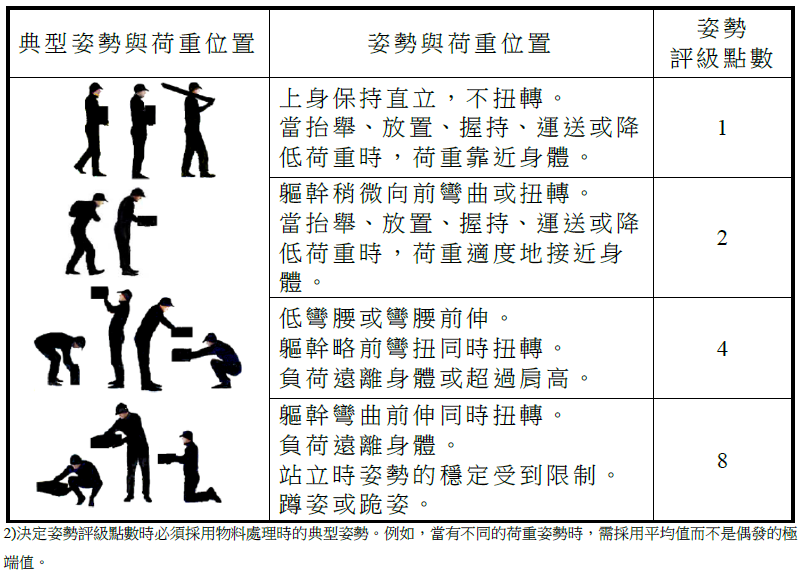 典型姿勢與荷重位置
姿勢與荷重位置
姿勢
評級點數
上身保持直立，不扭轉。
當抬舉、放置、握持、運送或降
低荷重時，荷重靠近身體。
1
軀幹稍微向前彎曲或扭轉。
當抬舉、放置、握持、運送或降
低荷重時，荷重適度地接近身
體。
2
低彎腰或彎腰前伸。
軀幹略前彎扭同時扭轉。
負荷遠離身體或超過肩高。
4
軀幹彎曲前伸同時扭轉。
負荷遠離身體。
站立時姿勢的穩定受到限制。
蹲姿或跪姿。
8
2)決定姿勢評級點數時必須採用物料處理時的典型姿勢。例如，當有不同的荷重姿勢時，需採用平均值而不是偶發的極
端值。